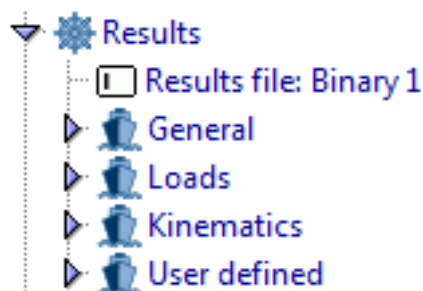 Results
Results file: Binary 1
General
Loads
Kinematics
User defined